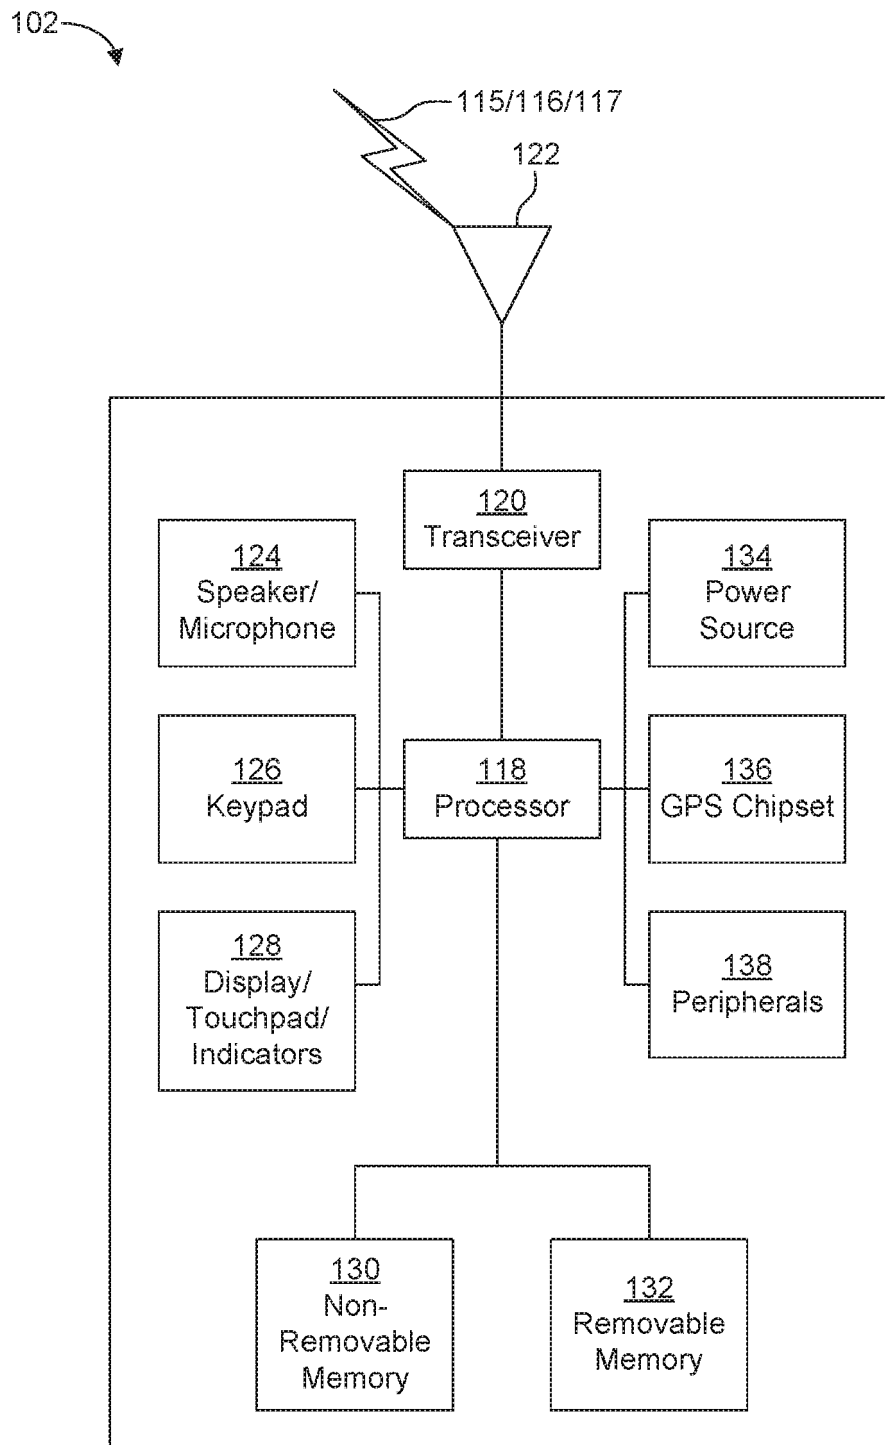 102
115/116/117
122
120
Transceiver
124
Speaker/
Microphone
134
Power
Source
126
Keypad
118
Processor
136
GPS Chipset
128
Display/
Touchpad/
Indicators
138
Peripherals
130
Non-
Removable
Memory
132
Removable
Memory